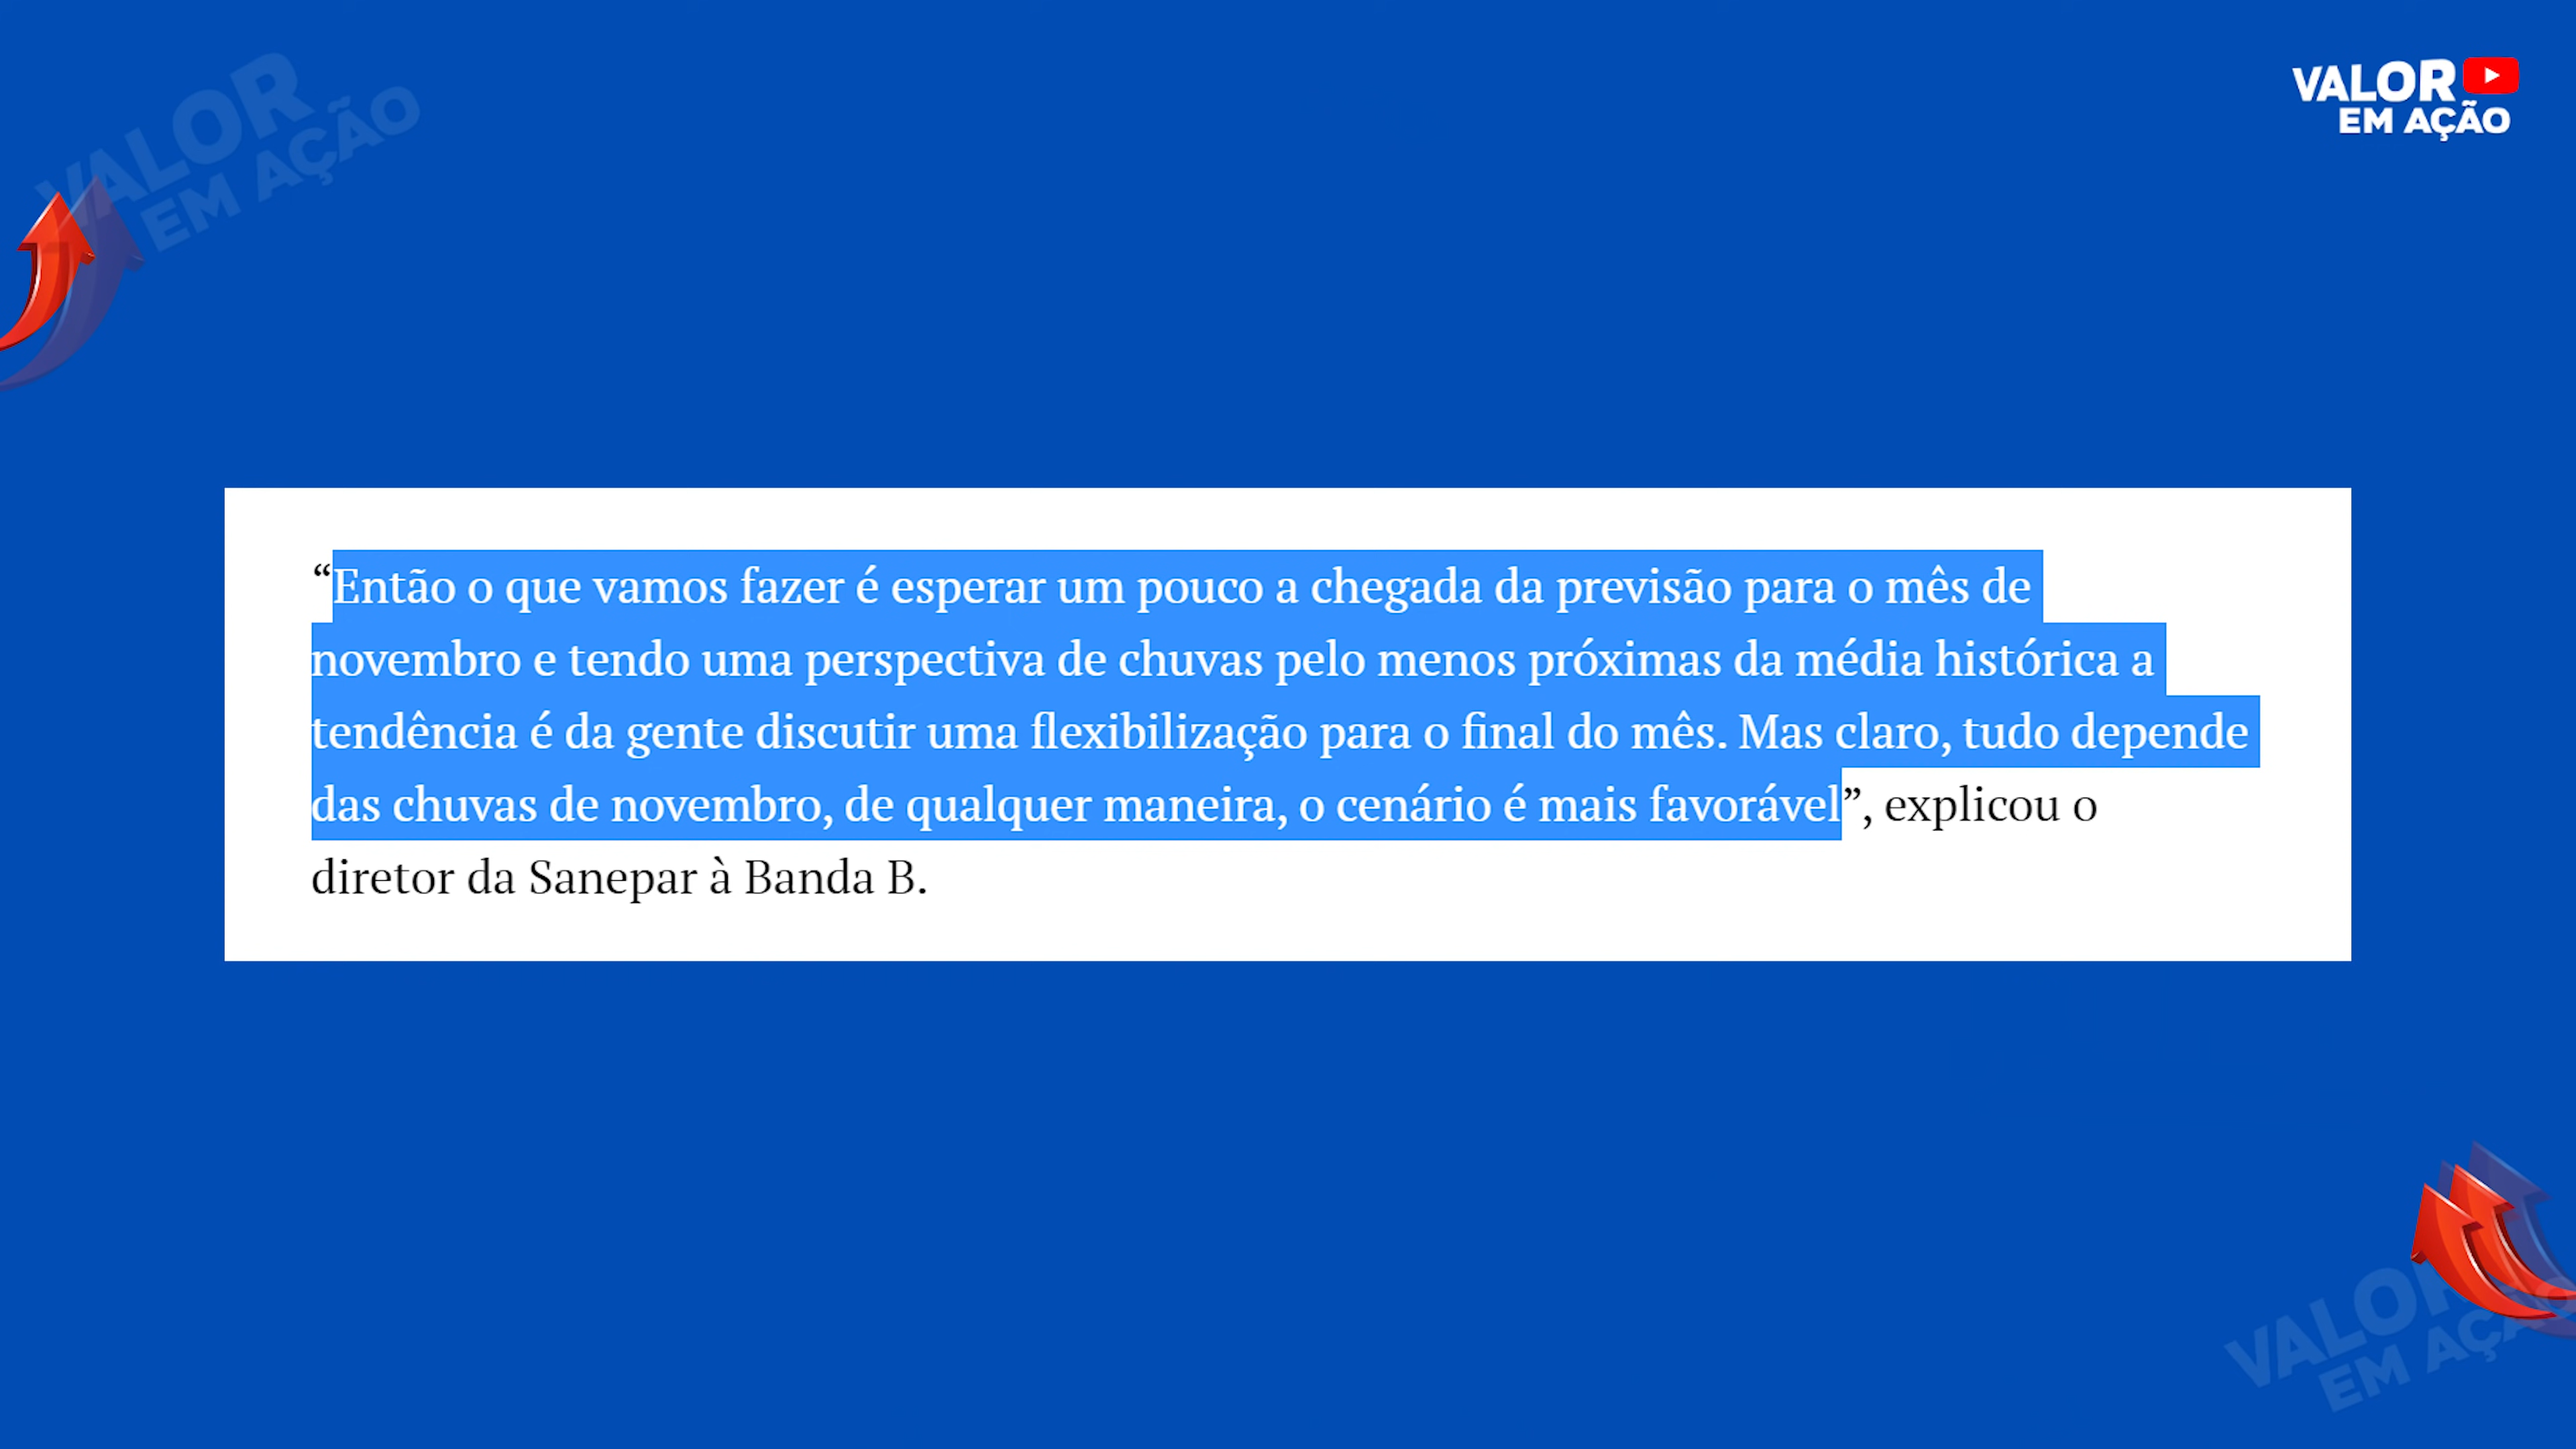 VALOR
EM AÇÃO
VALOR
EM AÇÃO
“Então o que vamos fazer é esperar um pouco a chegada da previsão para o mês de
novembro e tendo uma perspectiva de chuvas pelo menos próximas da média histórica a
tendência é da gente discutir uma flexibilização para o final do mês. Mas claro, tudo depende
das chuvas de novembro, de qualquer maneira, o cenário é mais favorável”, explicou o
diretor da Sanepar à Banda B.
VALOR
EM AÇÃO